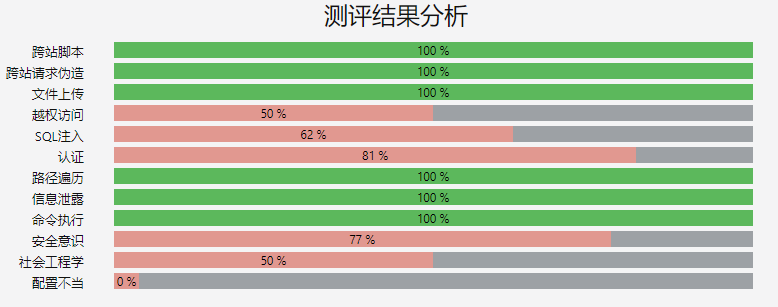 测评结果分析
跨站脚本 100 %
跨站请求伪造 100 %
文件上传 100 %
越权访问 50 %
SQL注入 62 %
认证 81 %
路径遍历 100 %
信息泄露 100 %
命令执行 100 %
安全意识 77 %
社会工程学 50 %
配置不当 0 %